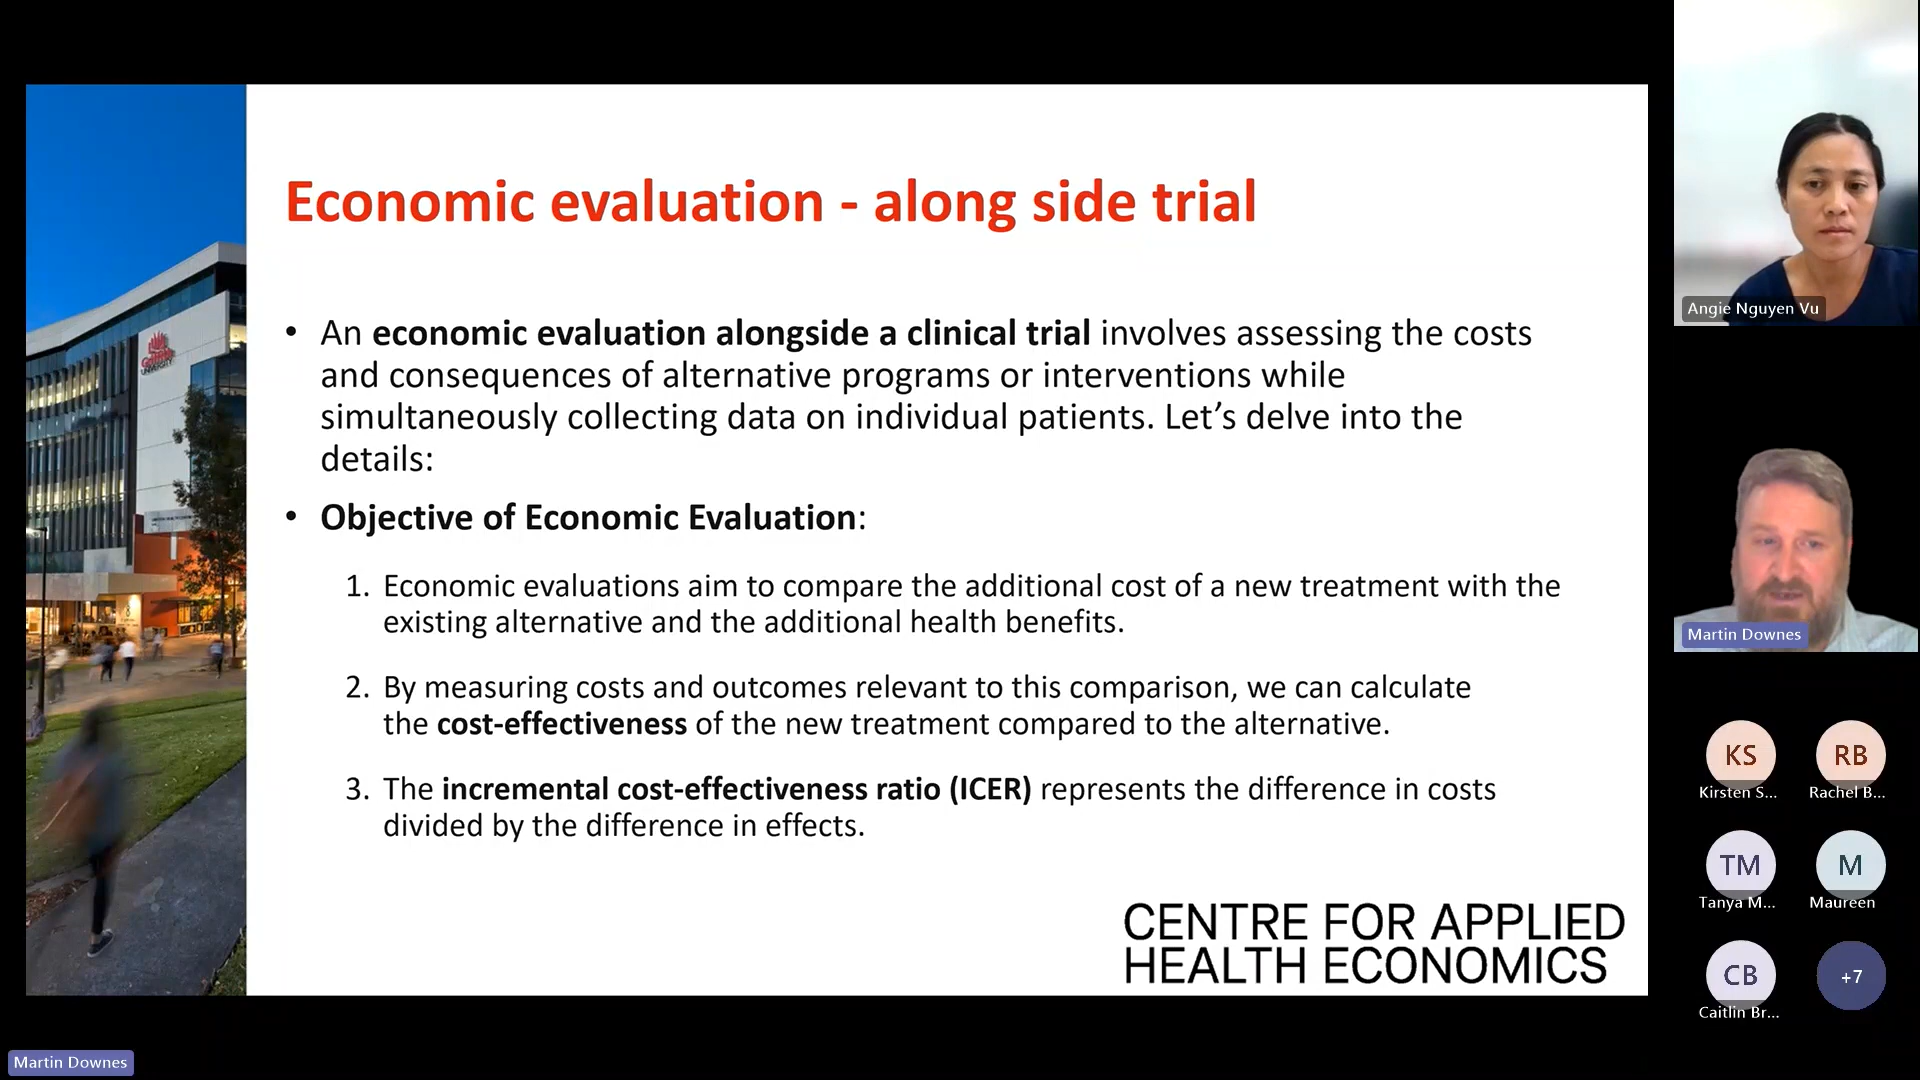 Economic evaluation - along side trial
• An economic evaluation alongside a clinical trial involves assessing the costs
and consequences of alternative programs or interventions while
simultaneously collecting data on individual patients. Let’s delve into the
details:
• Objective of Economic Evaluation:
1. Economic evaluations aim to compare the additional cost of a new treatment with the
existing alternative and the additional health benefits.
2. By measuring costs and outcomes relevant to this comparison, we can calculate
the cost-effectiveness of the new treatment compared to the alternative.
3. The incremental cost-effectiveness ratio (ICER) represents the difference in costs
divided by the difference in effects.
CENTRE FOR APPLIED
HEALTH ECONOMICS
Angie Nguyen Vu
Martin Downes
KS
Kirsten S...
RB
Rachel B...
TM
Tanya M...
M
Maureen
CB
Caitlin Br...
+7
Martin Downes